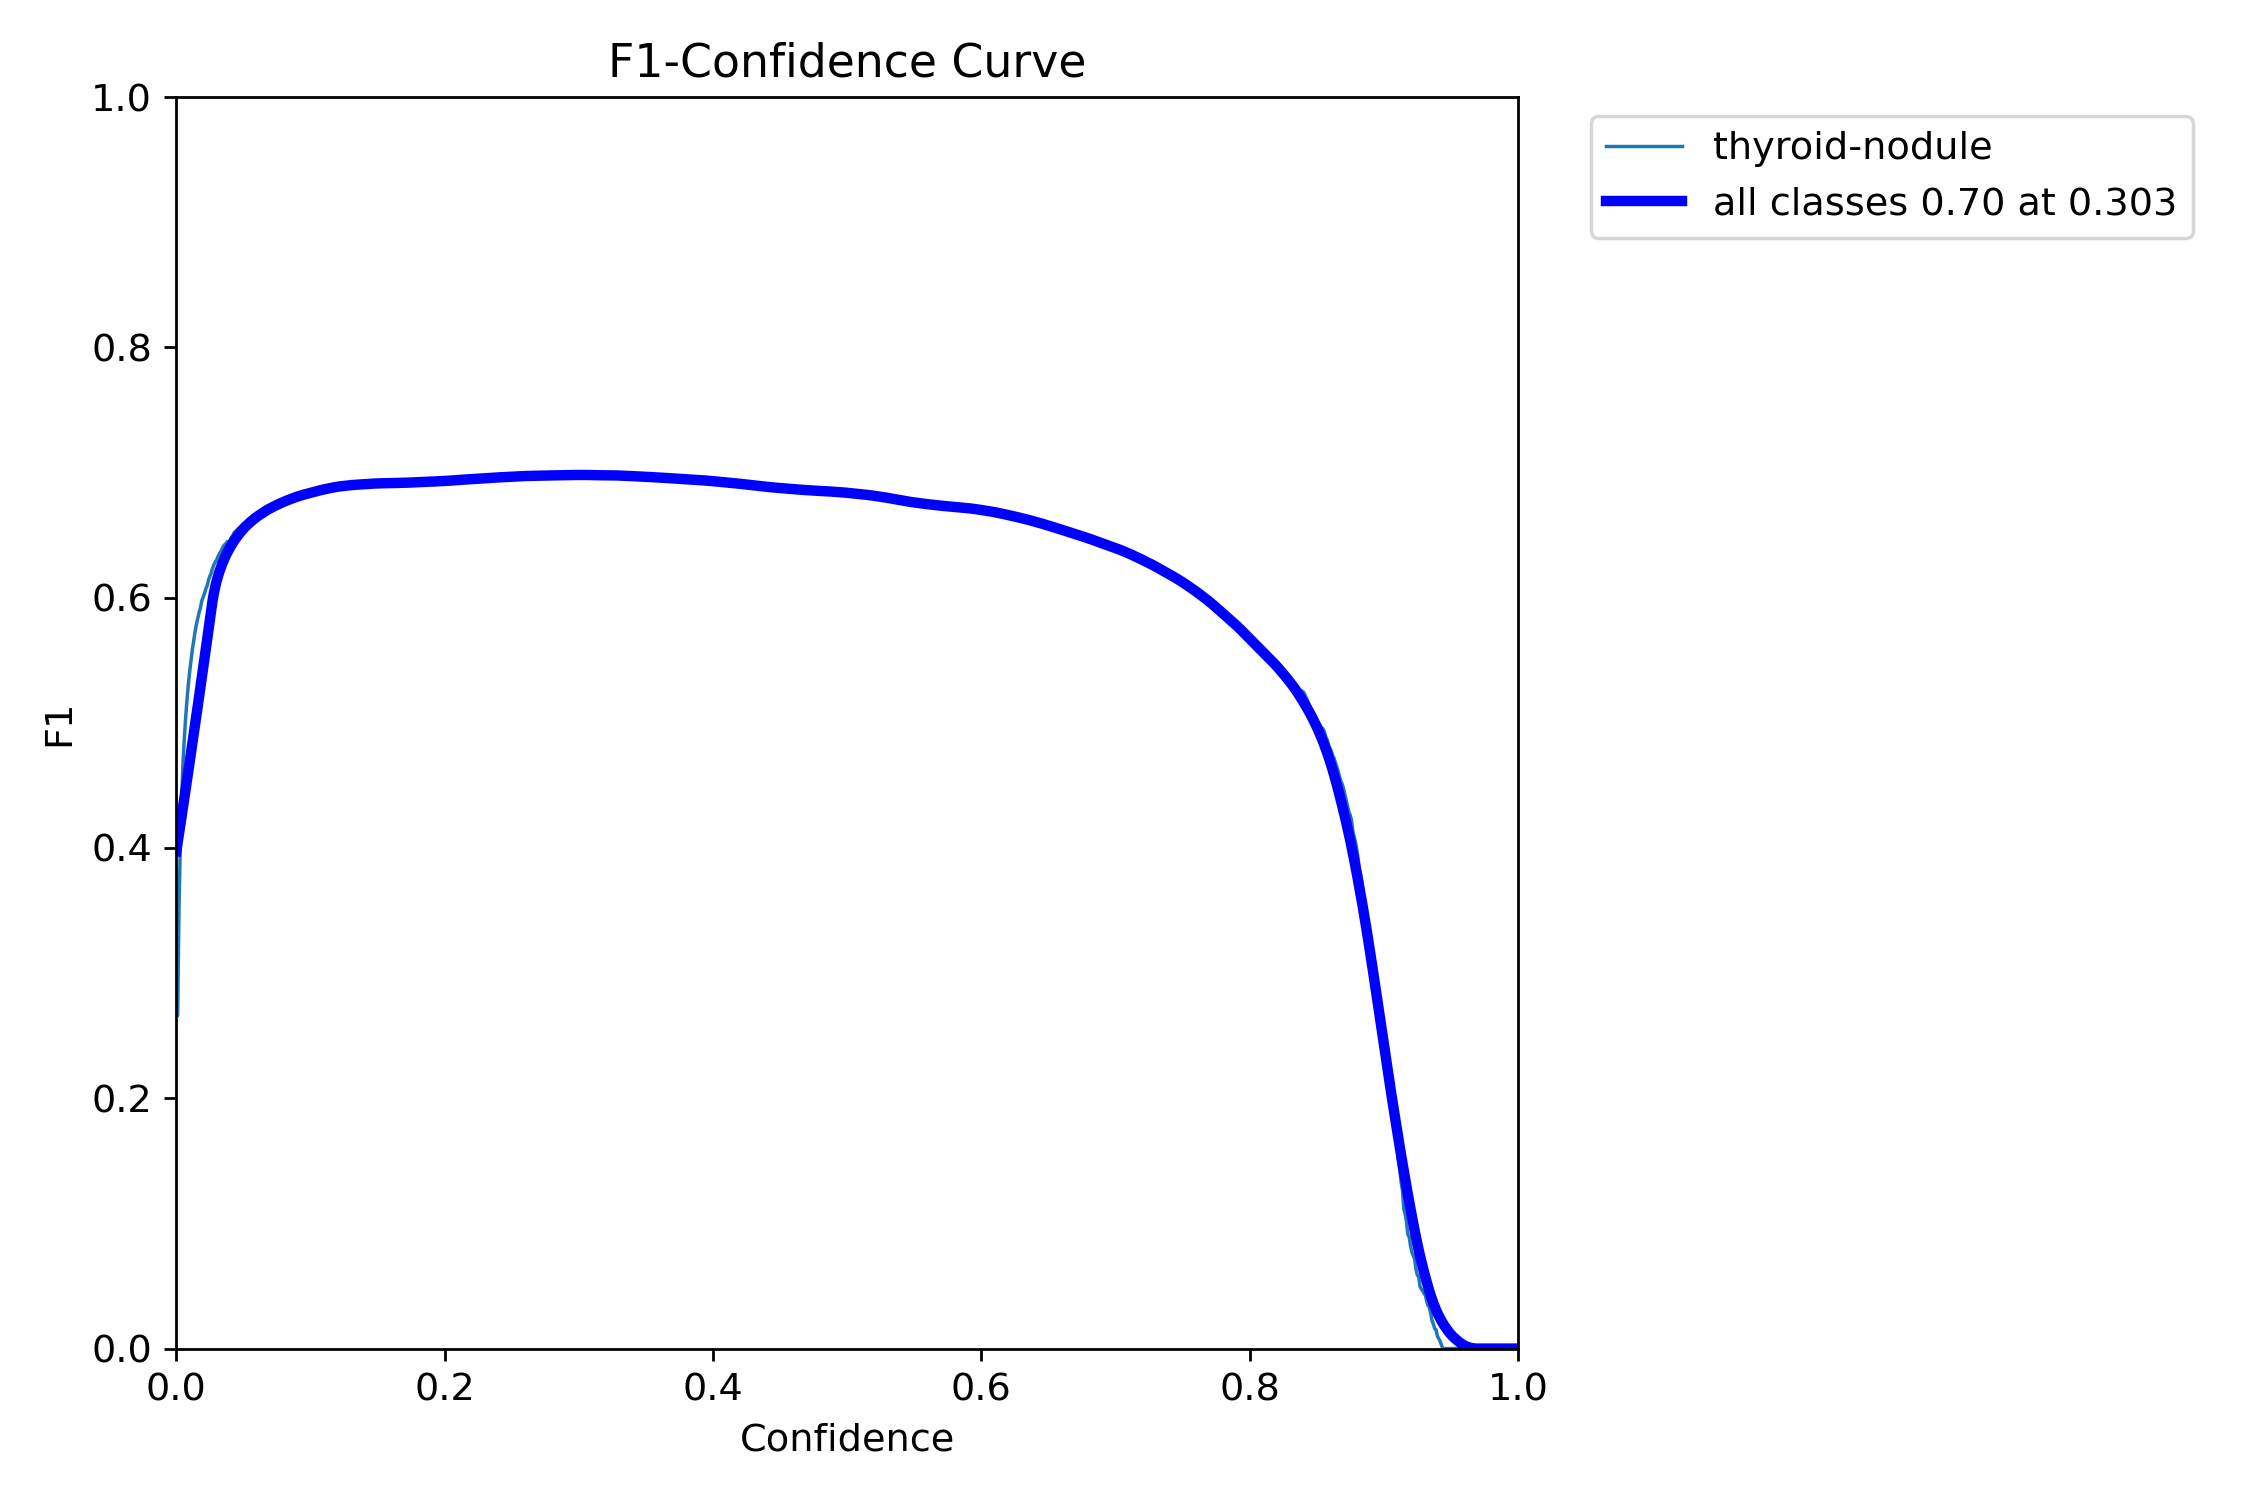 F1-Confidence Curve
thyroid-nodule
all classes 0.70 at 0.303
1.0
0.8
0.6
0.4
0.2
0.0
F1
0.0 0.2 0.4 0.6 0.8 1.0
Confidence